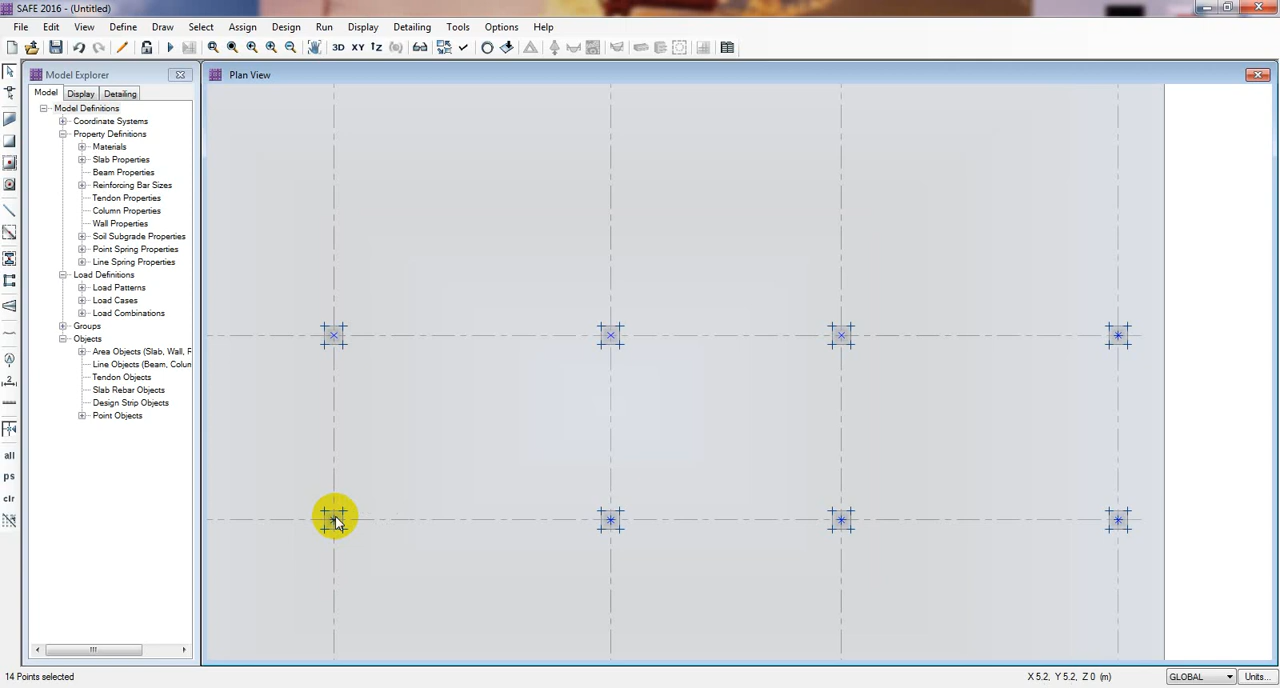 SAFE 2016 - (Untitled)
File Edit View Define Draw Select Assign Design Run Display Detailing Tools Options Help
3D XY
Model Explorer
Plan View
Model Display Detailing
Model Definitions
Coordinate Systems
Property Definitions
Materials
Slab Properties
Beam Properties
Reinforcing Bar Sizes
Tendon Properties
Column Properties
Wall Properties
Soil Subgrade Properties
Point Spring Properties
Line Spring Properties
Load Definitions
Load Patterns
Load Cases
Load Combinations
Groups
Objects
Area Objects (Slab, Wall, F
Line Objects (Beam, Colun
Tendon Objects
Slab Rebar Objects
Design Strip Objects
Point Objects
all
ps
clr
14 Points selected
X 5.2, Y 5.2, Z 0 (m)
GLOBAL
Units...